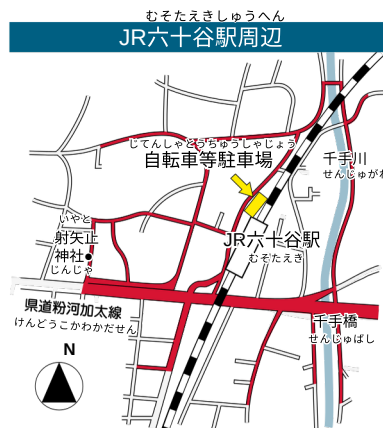 むそたえきしゅうへん
JR六十谷駅周辺
じてんしゃとうちゅうしゃじょう
自転車等駐車場
千手川
せんじゅがわ
いやと
射矢止
神社
じんじゃ
JR六十谷駅
むそたえき
県道粉河加太線
けんどうこかわかだせん
千手橋
せんじゅばし
N